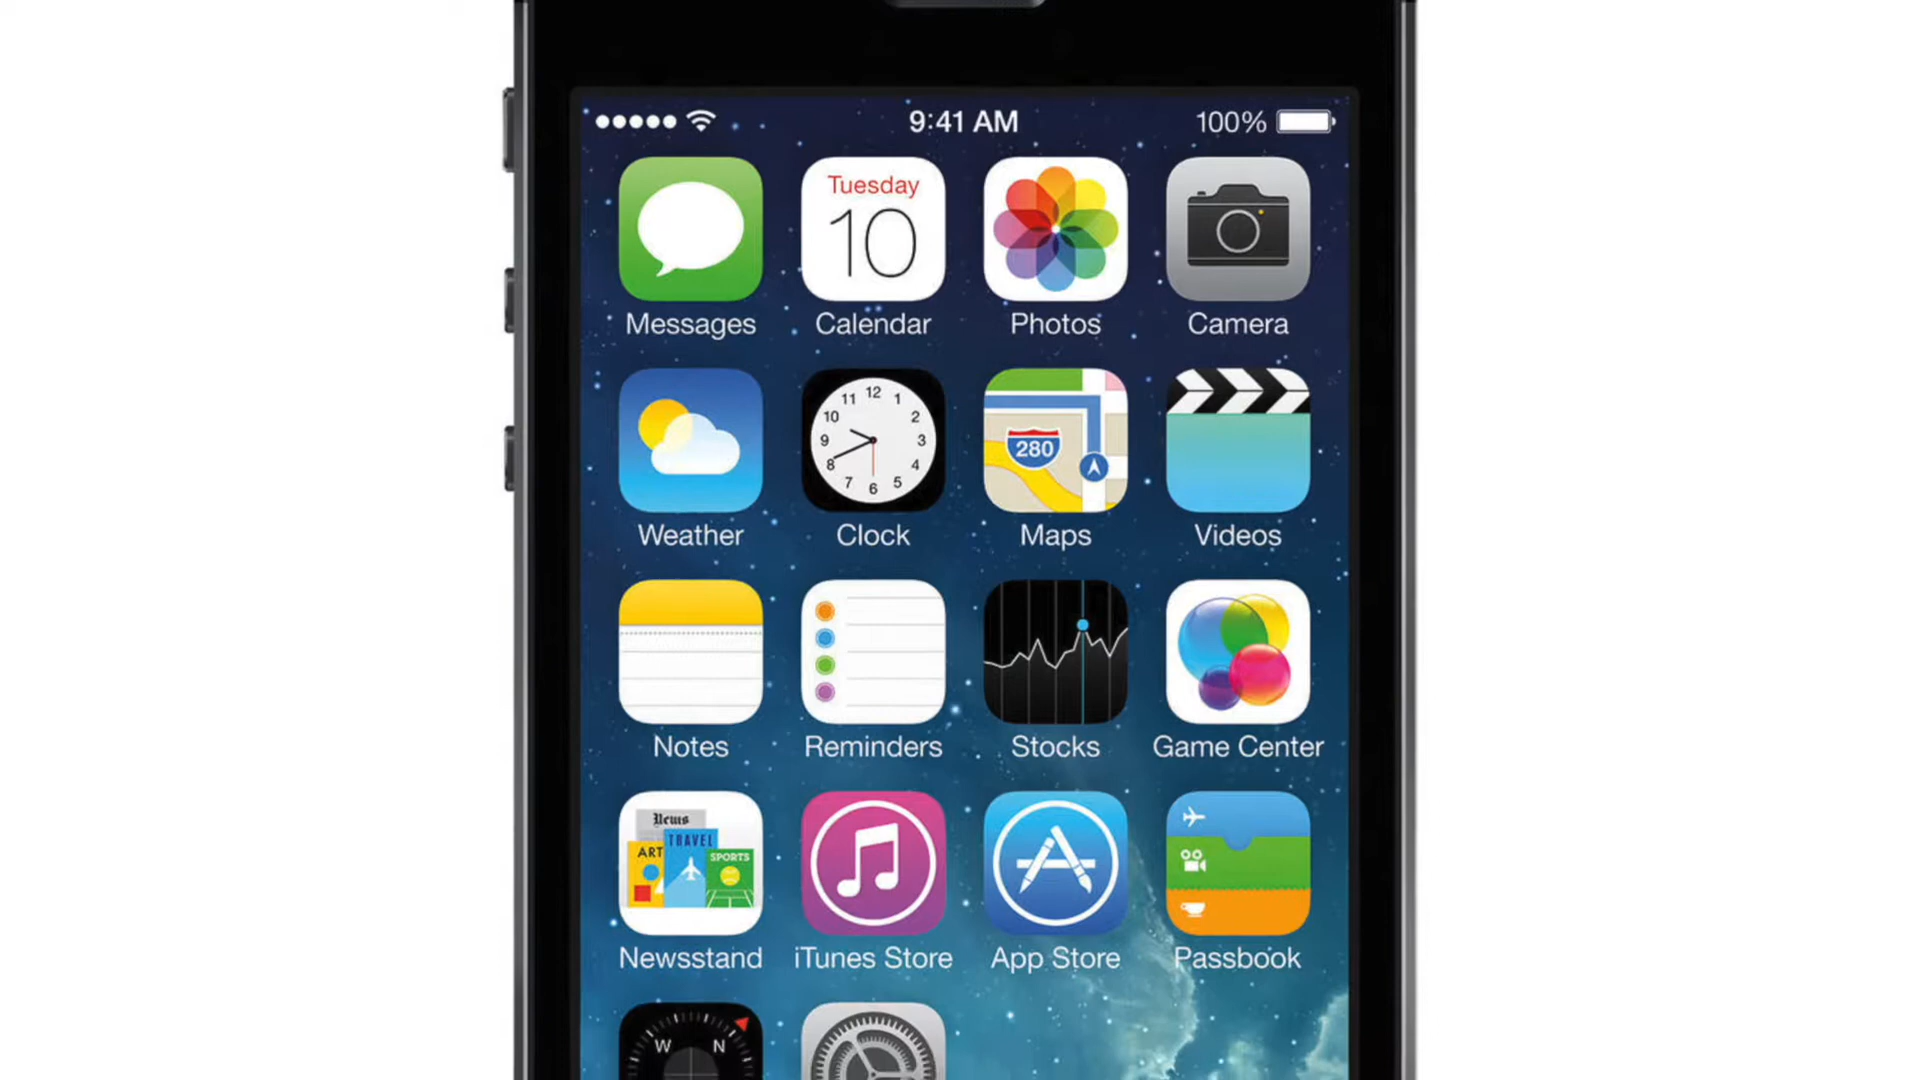 9:41 AM 100%
Tuesday
10
Messages Calendar Photos Camera
12
11 1
10 2
9 3
8 4
7 5
6
280
Weather Clock Maps Videos
Notes Reminders Stocks Game Center
News
TRAVEL
ART
SPORTS
Newsstand iTunes Store App Store Passbook
W N